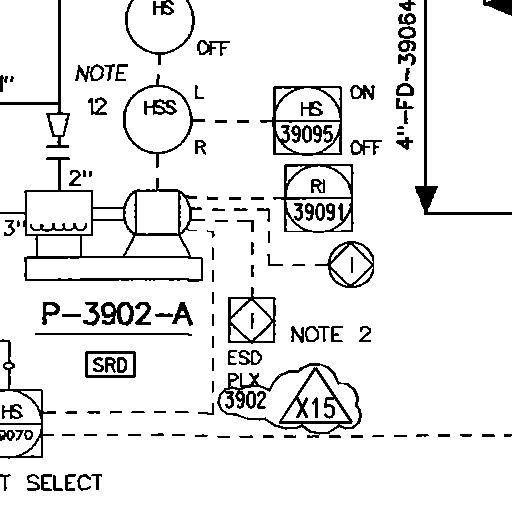 HS
OFF
NOTE
12
HSS
L
R
HS
39095
ON
OFF
4"-FD-39064
1"
2"
3"
RI
39091
I
P-3902-A
I
NOTE 2
SRD
ESD
PLX
3902
X15
HS
9070
T SELECT